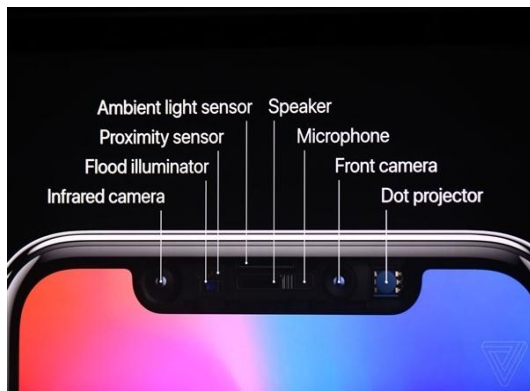 Ambient light sensor Speaker
Proximity sensor Microphone
Flood illuminator Front camera
Infrared camera Dot projector